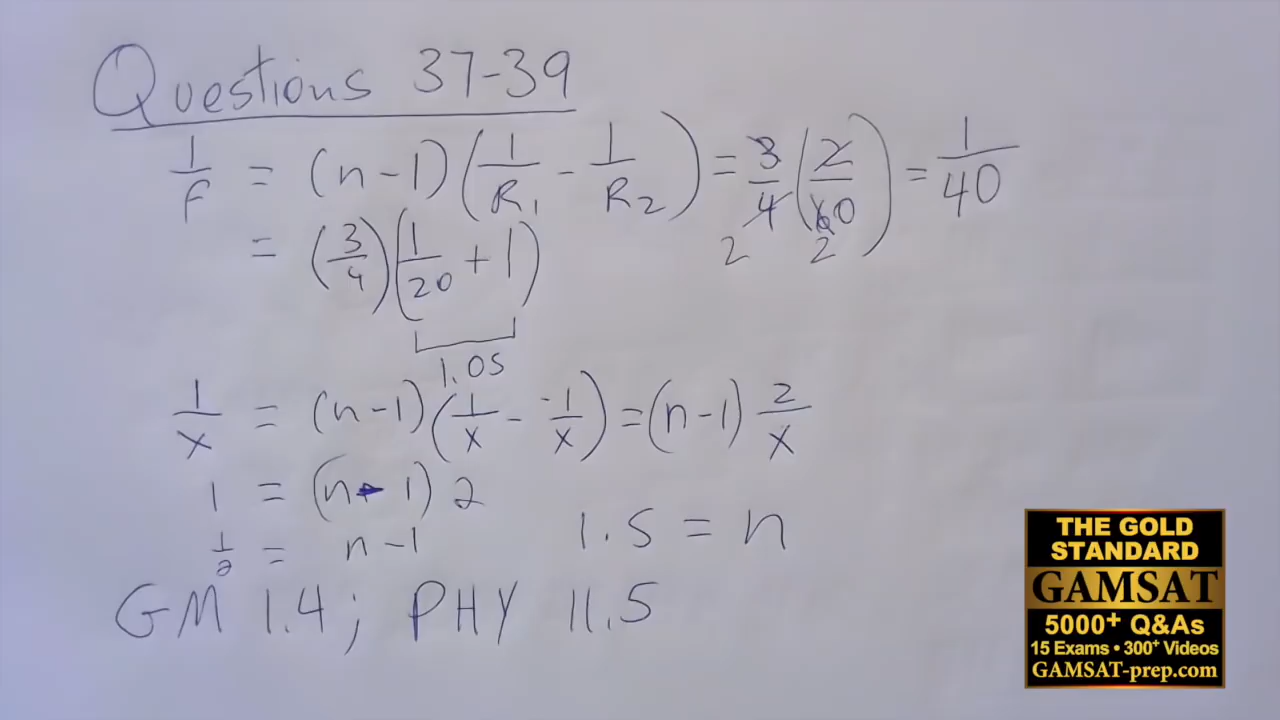 Questions 37-39
1/f = (n-1)(1/R₁ - 1/R₂) = 3/4 (2/60) = 1/40
2 2
= (3/4)(1/20 + 1)
1.05
1/x = (n-1)(1/x - -1/x) = (n-1) 2/x
1 = (n-1) 2
1/2 = n-1
1.5 = n
GM 1.4; PHY 11.5
THE GOLD
STANDARD
GAMSAT
5000+ Q&As
15 Exams • 300+ Videos
GAMSAT-prep.com